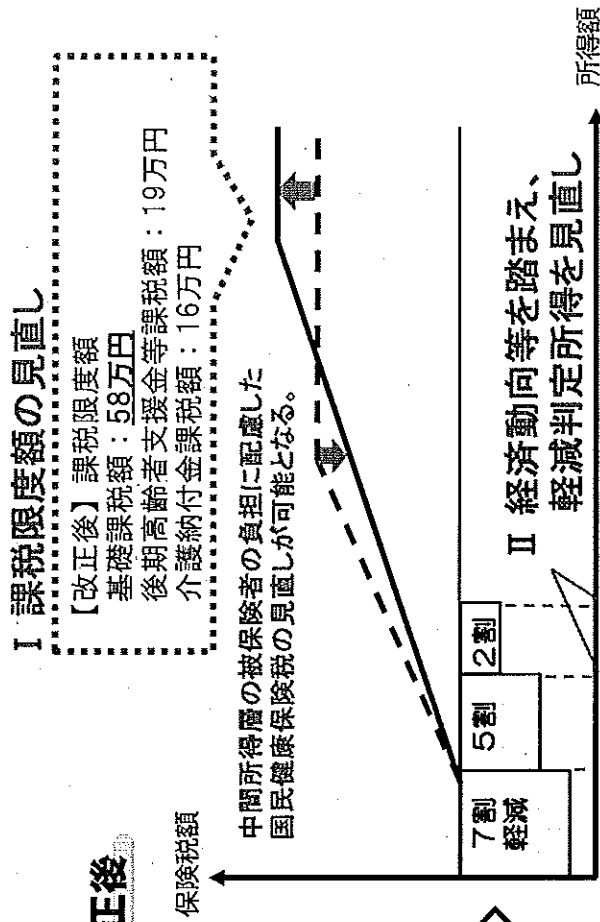 正後
Ⅰ 課税限度額の見直し
【改正後】課税限度額
基礎課税額：58万円
後期高齢者支援金等課税額：19万円
介護納付金課税額：16万円
保険税額
中間所得層の被保険者の負担に配慮した
国民健康保険税の見直しが可能となる。
7割
軽減
5割
2割
Ⅱ 経済動向等を踏まえ、
軽減判定所得を見直し
所得額